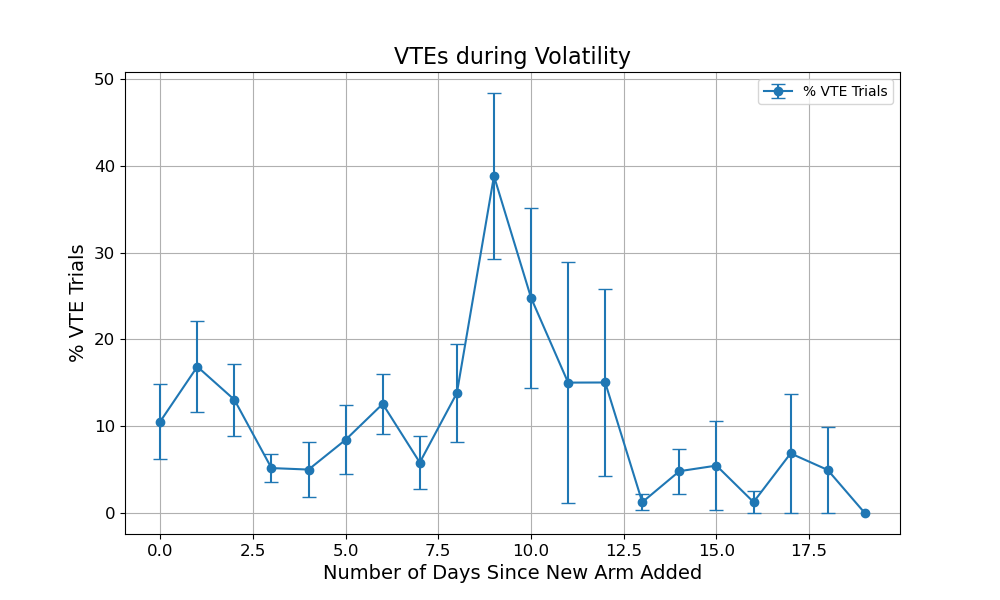 VTEs during Volatility
% VTE Trials
50
40
30
20
10
0
% VTE Trials
0.0 2.5 5.0 7.5 10.0 12.5 15.0 17.5
Number of Days Since New Arm Added